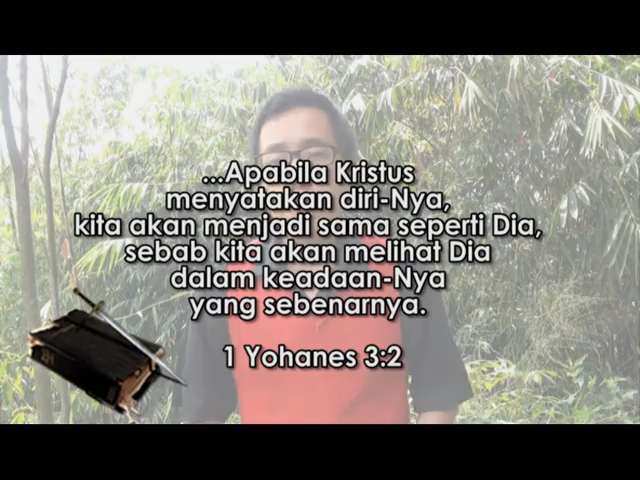 ...Apabila Kristus
menyatakan diri-Nya,
kita akan menjadi sama seperti Dia,
sebab kita akan melihat Dia
dalam keadaan-Nya
yang sebenarnya.
1 Yohanes 3:2